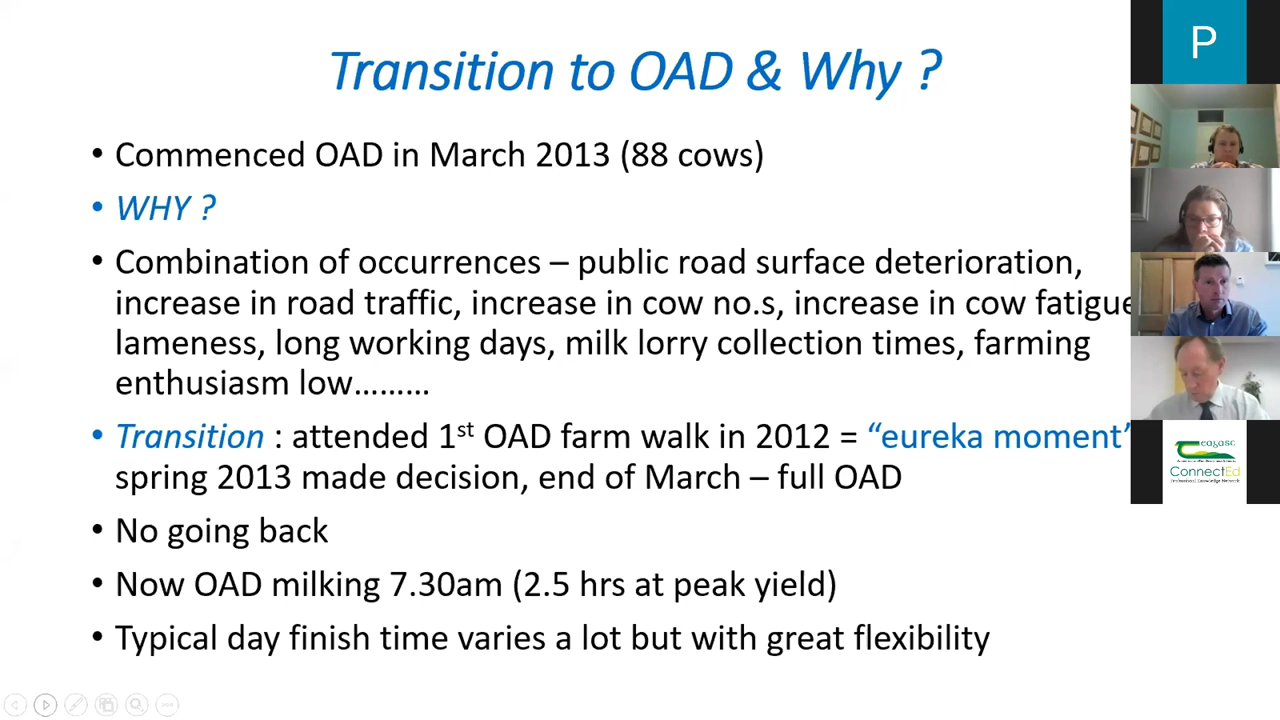 Transition to OAD & Why ?
• Commenced OAD in March 2013 (88 cows)
• WHY ?
• Combination of occurrences – public road surface deterioration,
increase in road traffic, increase in cow no.s, increase in cow fatigue
lameness, long working days, milk lorry collection times, farming
enthusiasm low………
• Transition : attended 1st OAD farm walk in 2012 = “eureka moment”
spring 2013 made decision, end of March – full OAD
• No going back
• Now OAD milking 7.30am (2.5 hrs at peak yield)
• Typical day finish time varies a lot but with great flexibility
P
eagasc
ConnectEd